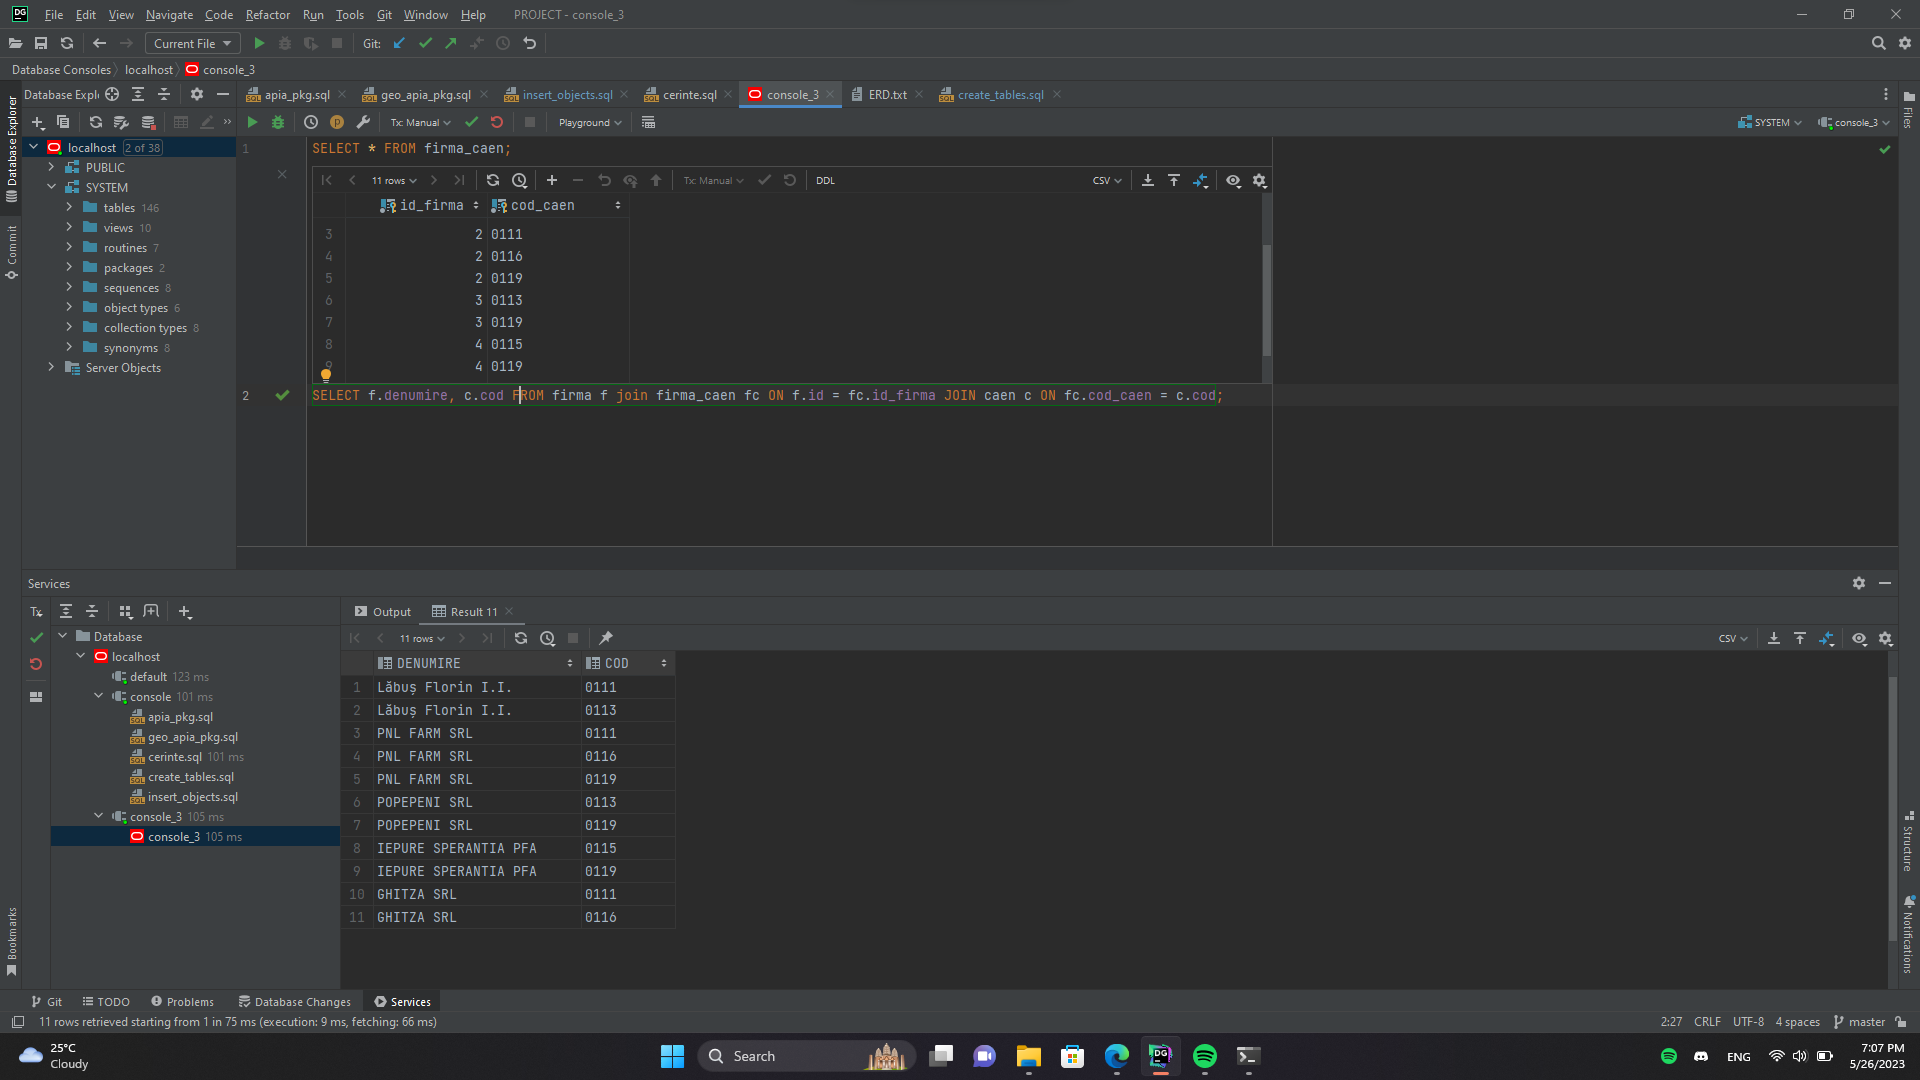 DG File Edit View Navigate Code Refactor Run Tools Git Window Help PROJECT - console_3
Current File Git:
Database Consoles localhost console_3
Database Expl apia_pkg.sql geo_apia_pkg.sql insert_objects.sql cerinte.sql console_3 ERD.txt create_tables.sql
Tx: Manual Playground SYSTEM console_3
Database Explorer
Commit
Bookmarks
Files
Structure
Notifications
localhost 2 of 38
PUBLIC
SYSTEM
tables 146
views 10
routines 7
packages 2
sequences 8
object types 6
collection types 8
synonyms 8
Server Objects
1 SELECT * FROM firma_caen;
11 rows Tx: Manual DDL CSV
id_firma cod_caen
3 2 0111
4 2 0116
5 2 0119
6 3 0113
7 3 0119
8 4 0115
9 4 0119
2 SELECT f.denumire, c.cod FROM firma f join firma_caen fc ON f.id = fc.id_firma JOIN caen c ON fc.cod_caen = c.cod;
Services
Tx
Database
localhost
default 123 ms
console 101 ms
apia_pkg.sql
geo_apia_pkg.sql
cerinte.sql 101 ms
create_tables.sql
insert_objects.sql
console_3 105 ms
console_3 105 ms
Output Result 11
11 rows CSV
DENUMIRE COD
1 Lăbuș Florin I.I. 0111
2 Lăbuș Florin I.I. 0113
3 PNL FARM SRL 0111
4 PNL FARM SRL 0116
5 PNL FARM SRL 0119
6 POPEPENI SRL 0113
7 POPEPENI SRL 0119
8 IEPURE SPERANTIA PFA 0115
9 IEPURE SPERANTIA PFA 0119
10 GHITZA SRL 0111
11 GHITZA SRL 0116
Git TODO Problems Database Changes Services
11 rows retrieved starting from 1 in 75 ms (execution: 9 ms, fetching: 66 ms) 2:27 CRLF UTF-8 4 spaces master
25°C
Cloudy
Search
DG
ENG
7:07 PM
5/26/2023